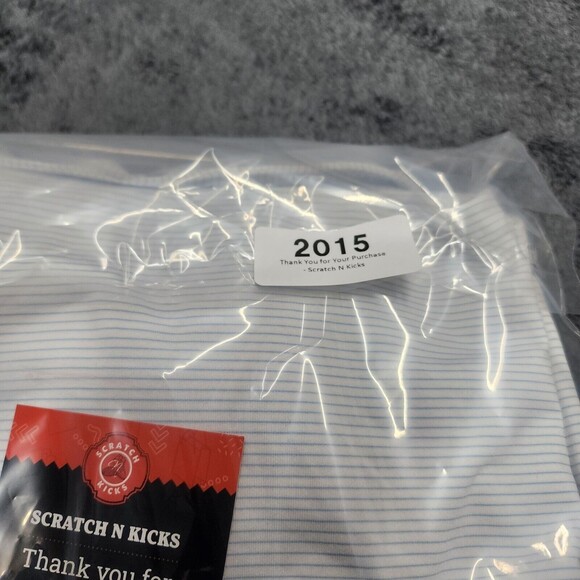 2015
Thank You for Your Purchase
- Scratch N Kicks
SCRATCH
KICKS
SCRATCH N KICKS
Thank you for